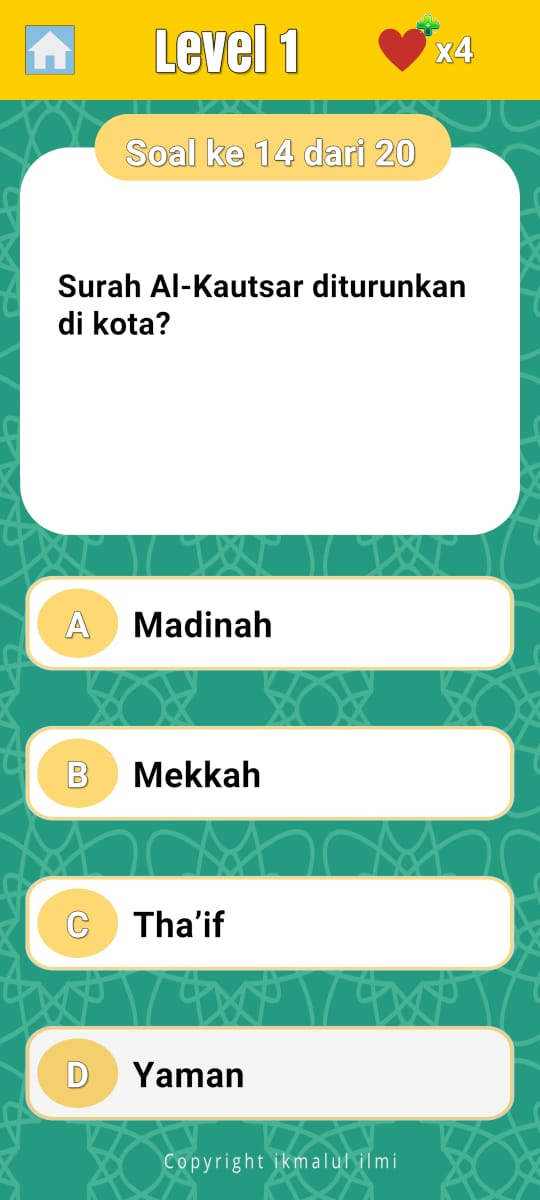 Level 1
x4
Soal ke 14 dari 20
Surah Al-Kautsar diturunkan
di kota?
A Madinah
B Mekkah
C Tha’if
D Yaman
Copyright ikmalul ilmi